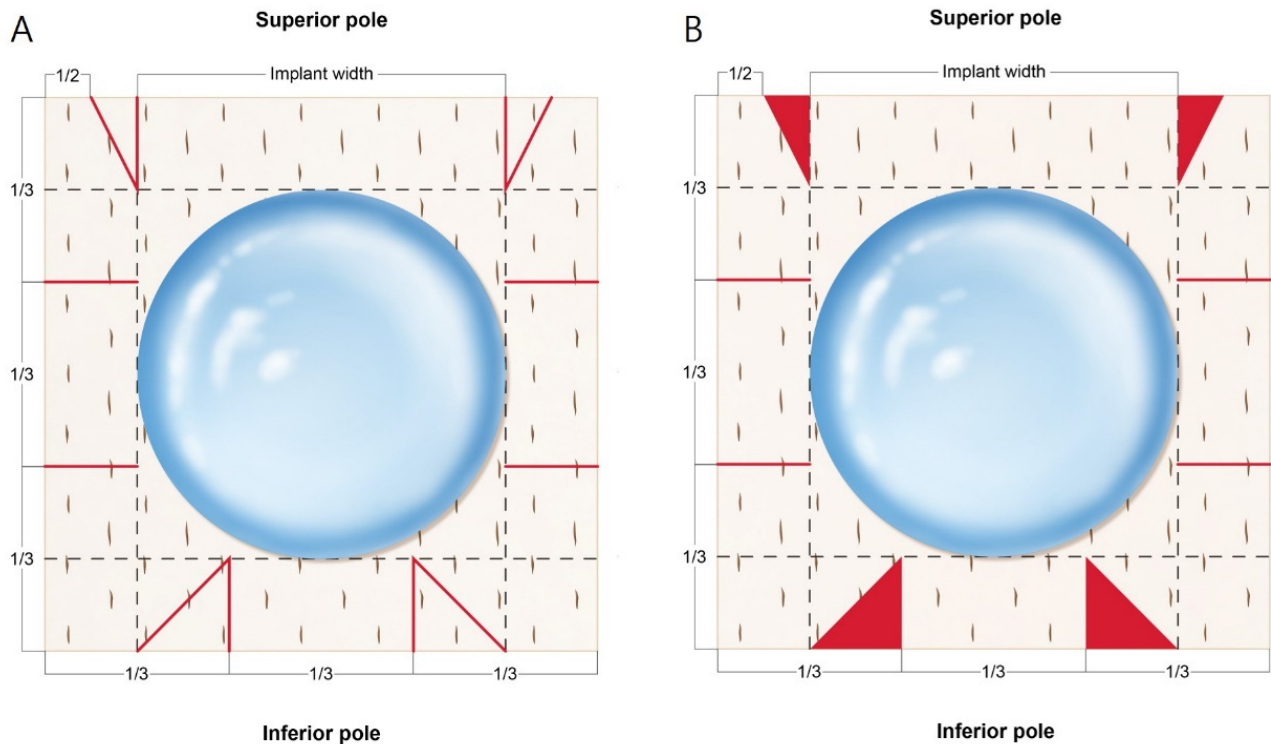 A
Superior pole
1/2
Implant width
1/3
1/3
1/3
1/3
1/3
1/3
Inferior pole
B
Superior pole
1/2
Implant width
1/3
1/3
1/3
1/3
1/3
1/3
Inferior pole